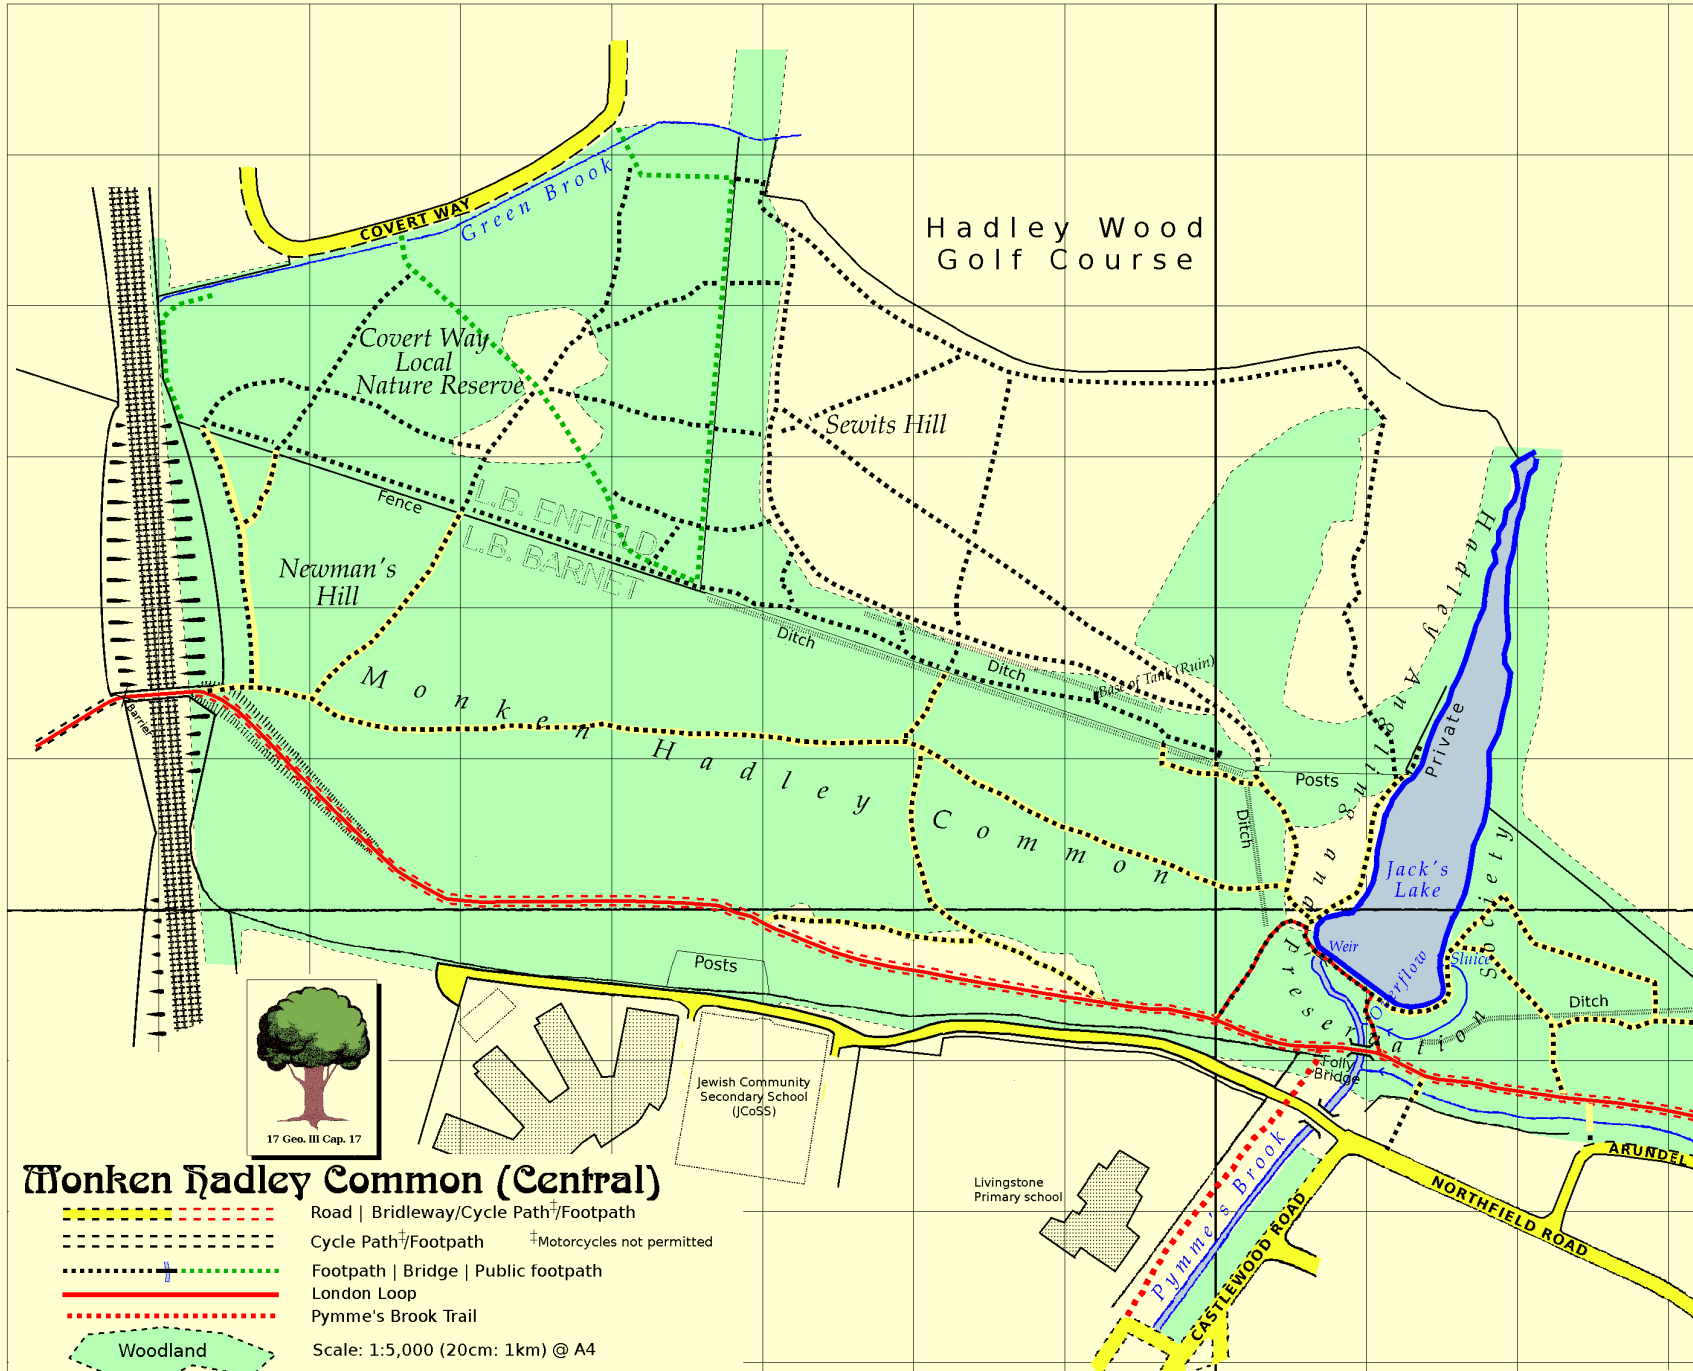 COVERT WAY
Green Brook
Hadley Wood
Golf Course
Covert Way
Local
Nature Reserve
Sewits Hill
Fence
L.B. ENFIELD
L.B. BARNET
Newman's
Hill
Ditch
Ditch
Base of Tank (Ruin)
Monken Hadley Common
Barrier
Posts
Ditch
Hadley Angling and Preservation Society
Private
Jack's
Lake
Weir
Overflow
Sluice
Ditch
Posts
Folly
Bridge
17 Geo. III Cap. 17
Jewish Community
Secondary School
(JCoSS)
Livingstone
Primary school
Pymme's Brook
CASTLEWOOD ROAD
NORTHFIELD ROAD
ARUNDEL
Monken Hadley Common (Central)
Road | Bridleway/Cycle Path‡/Footpath
Cycle Path‡/Footpath ‡Motorcycles not permitted
Footpath | Bridge | Public footpath
London Loop
Pymme's Brook Trail
Woodland Scale: 1:5,000 (20cm: 1km) @ A4